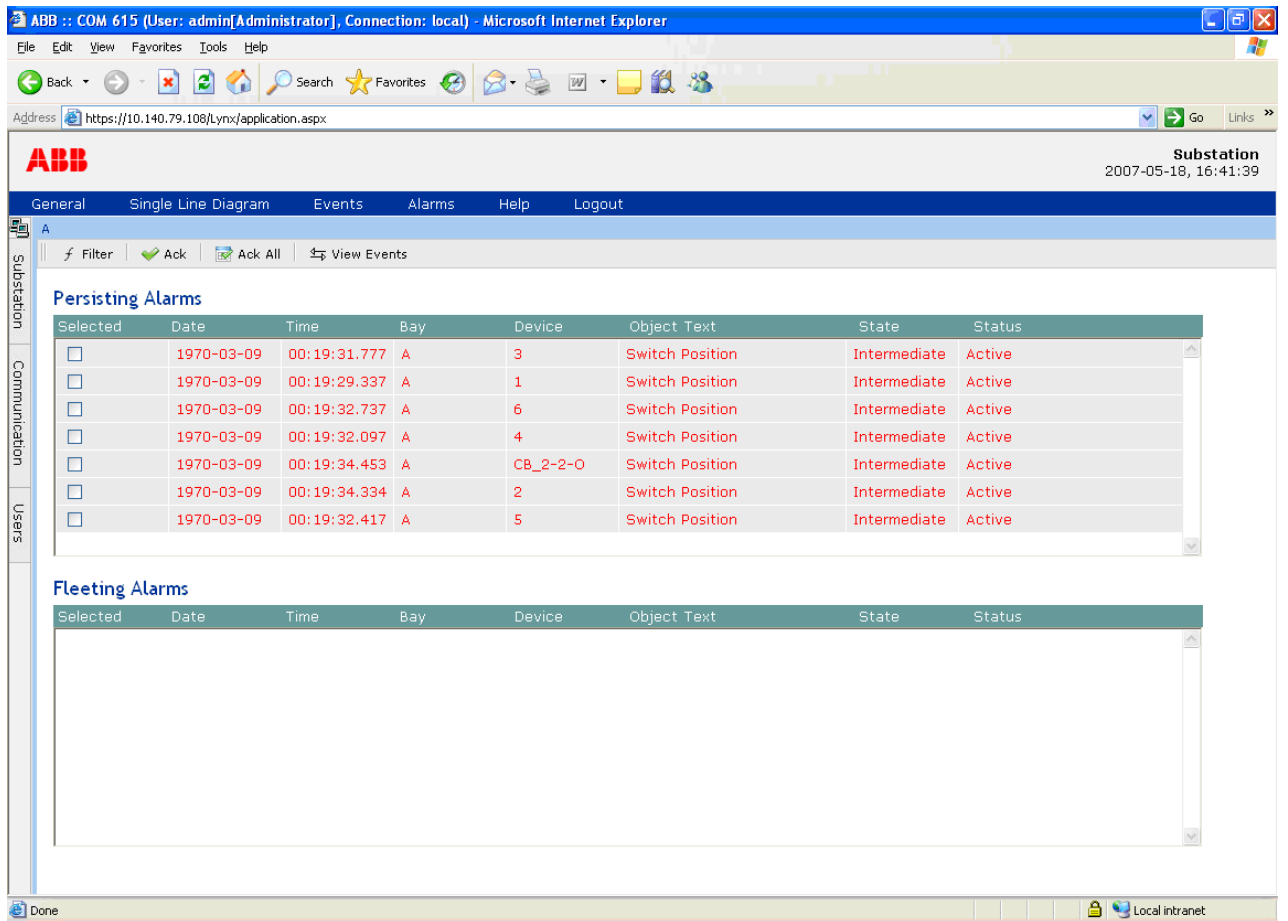 ABB :: COM 615 (User: admin[Administrator], Connection: local) - Microsoft Internet Explorer
File Edit View Favorites Tools Help
Back Search Favorites W
Address https://10.140.79.108/Lynx/application.aspx Go Links »
ABB
Substation
2007-05-18, 16:41:39
General Single Line Diagram Events Alarms Help Logout
A
f Filter Ack Ack All View Events
Substation
Communication
Users
Persisting Alarms
Selected Date Time Bay Device Object Text State Status
1970-03-09 00:19:31.777 A 3 Switch Position Intermediate Active
1970-03-09 00:19:29.337 A 1 Switch Position Intermediate Active
1970-03-09 00:19:32.737 A 6 Switch Position Intermediate Active
1970-03-09 00:19:32.097 A 4 Switch Position Intermediate Active
1970-03-09 00:19:34.453 A CB_2-2-O Switch Position Intermediate Active
1970-03-09 00:19:34.334 A 2 Switch Position Intermediate Active
1970-03-09 00:19:32.417 A 5 Switch Position Intermediate Active
Fleeting Alarms
Selected Date Time Bay Device Object Text State Status
Done Local intranet